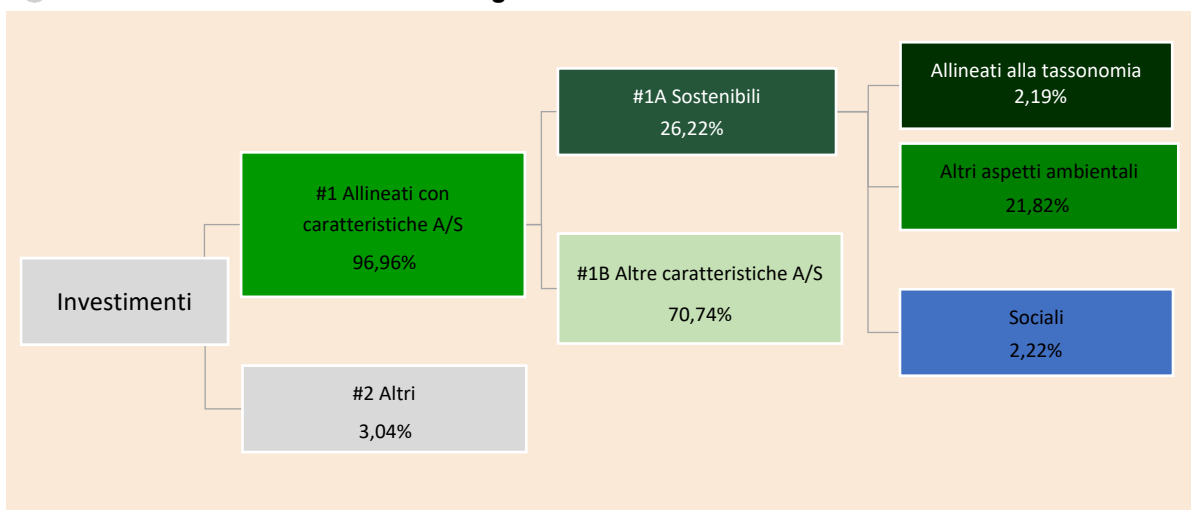 Investimenti
#1 Allineati con
caratteristiche A/S
96,96%
#2 Altri
3,04%
#1A Sostenibili
26,22%
#1B Altre caratteristiche A/S
70,74%
Allineati alla tassonomia
2,19%
Altri aspetti ambientali
21,82%
Sociali
2,22%